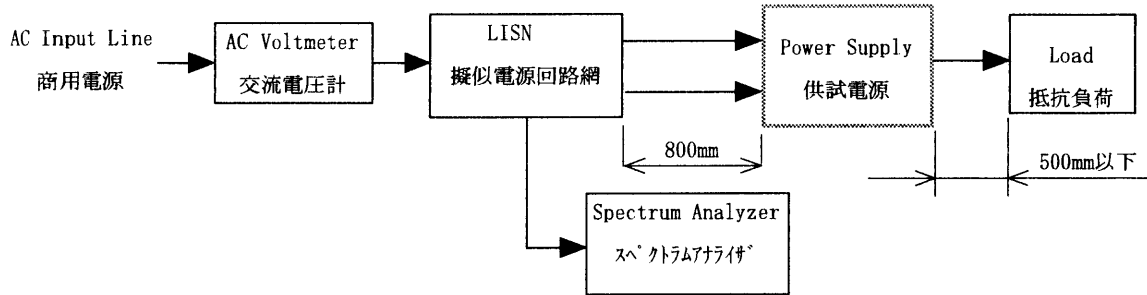 AC Input Line
商用電源
AC Voltmeter
交流電圧計
LISN
擬似電源回路網
Power Supply
供試電源
Load
抵抗負荷
800mm
500mm以下
Spectrum Analyzer
ｽﾍﾟｸﾄﾗﾑｱﾅﾗｲｻﾞ